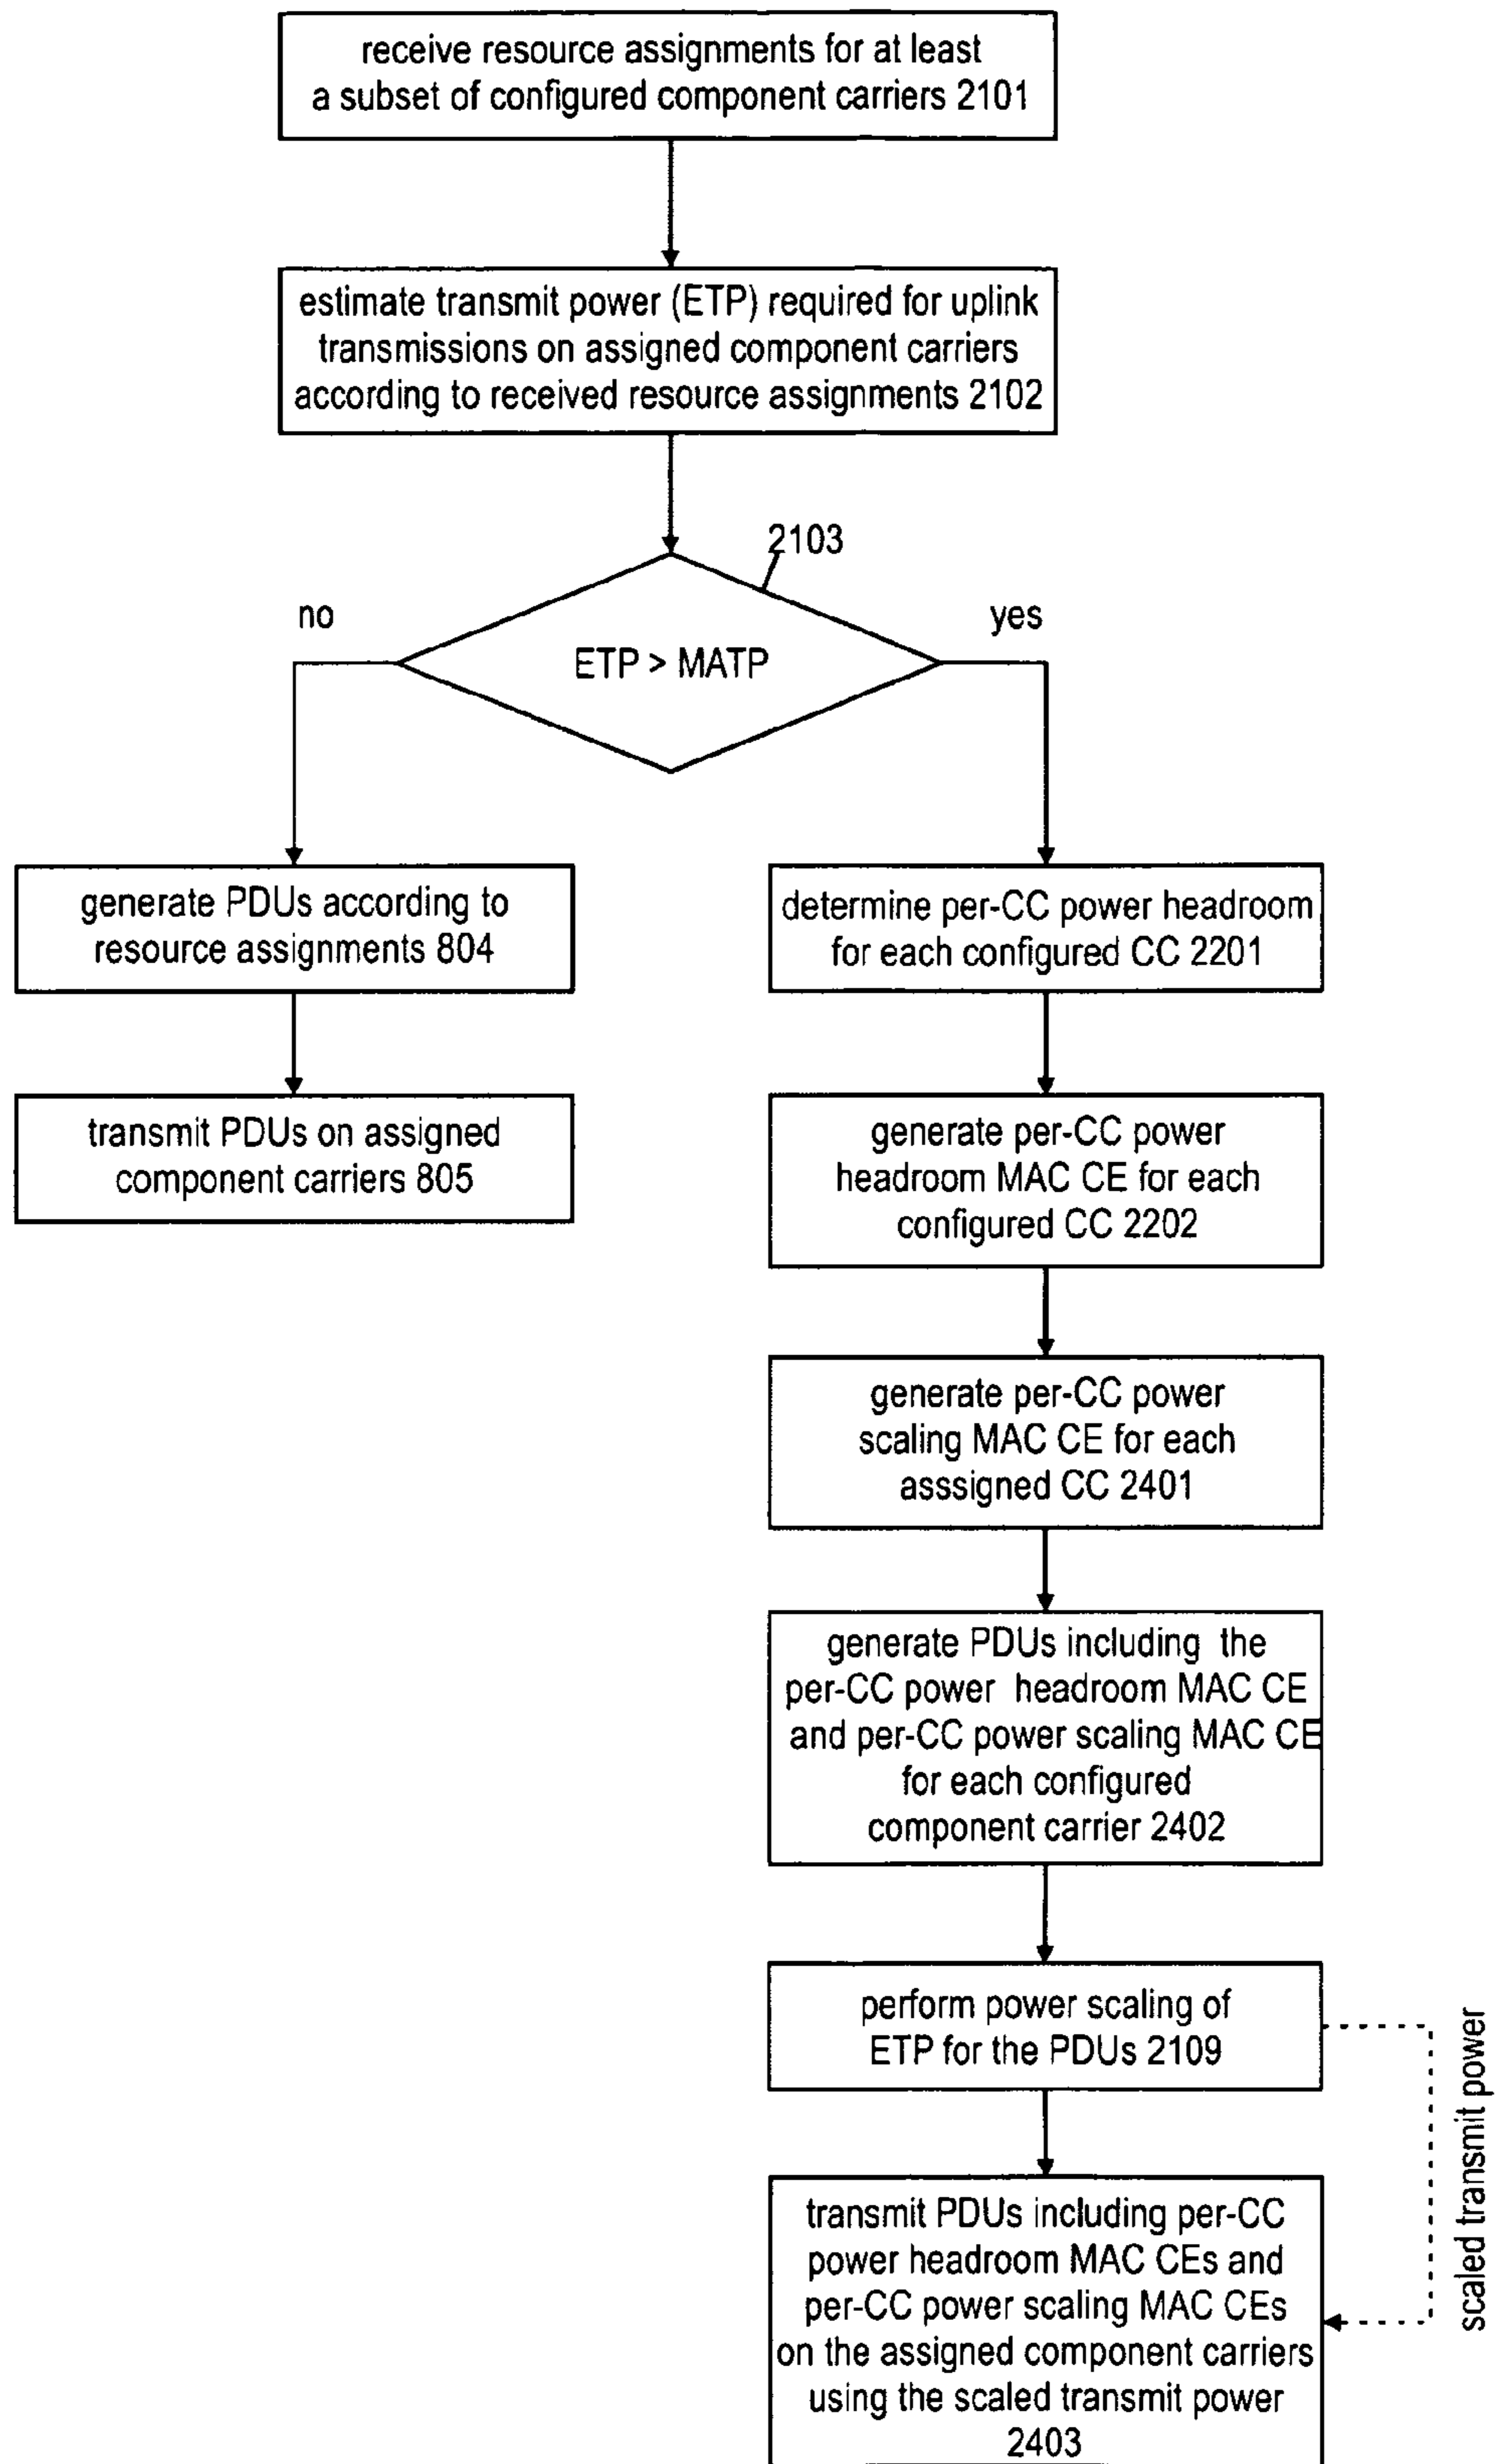 receive resource assignments for at least
a subset of configured component carriers 2101
estimate transmit power (ETP) required for uplink
transmissions on assigned component carriers
according to received resource assignments 2102
2103
no
yes
ETP > MATP
generate PDUs according to
resource assignments 804
transmit PDUs on assigned
component carriers 805
determine per-CC power headroom
for each configured CC 2201
generate per-CC power
headroom MAC CE for each
configured CC 2202
generate per-CC power
scaling MAC CE for each
asssigned CC 2401
generate PDUs including the
per-CC power headroom MAC CE
and per-CC power scaling MAC CE
for each configured
component carrier 2402
perform power scaling of
ETP for the PDUs 2109
scaled transmit power
transmit PDUs including per-CC
power headroom MAC CEs and
per-CC power scaling MAC CEs
on the assigned component carriers
using the scaled transmit power
2403